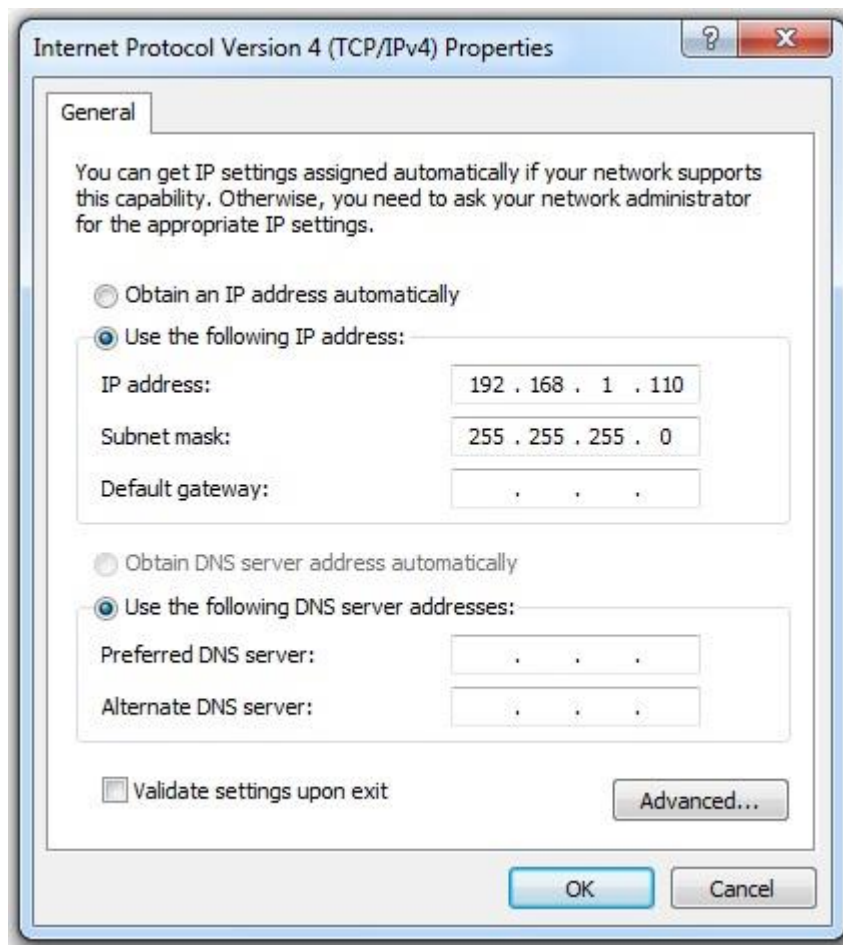 Internet Protocol Version 4 (TCP/IPv4) Properties
General
You can get IP settings assigned automatically if your network supports
this capability. Otherwise, you need to ask your network administrator
for the appropriate IP settings.
Obtain an IP address automatically
Use the following IP address:
IP address: 192 . 168 . 1 . 110
Subnet mask: 255 . 255 . 255 . 0
Default gateway: . . .
Obtain DNS server address automatically
Use the following DNS server addresses:
Preferred DNS server: . . .
Alternate DNS server: . . .
Validate settings upon exit
Advanced...
OK Cancel